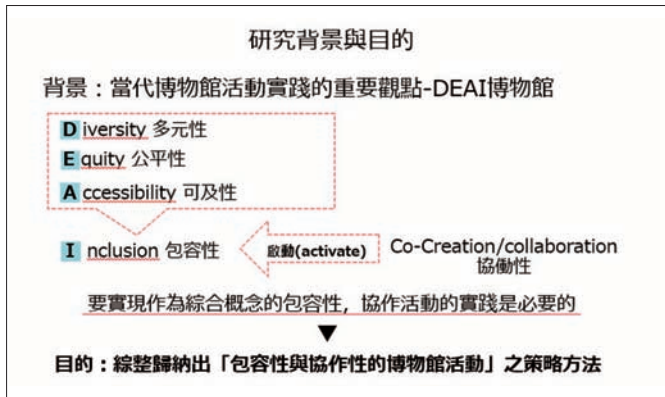 研究背景與目的
背景：當代博物館活動實踐的重要觀點-DEAI博物館
D iversity 多元性
E quity 公平性
A ccessibility 可及性
I nclusion 包容性
啟動(activate)
Co-Creation/collaboration
協働性
要實現作為綜合概念的包容性，協作活動的實踐是必要的
目的：綜整歸納出「包容性與協作性的博物館活動」之策略方法